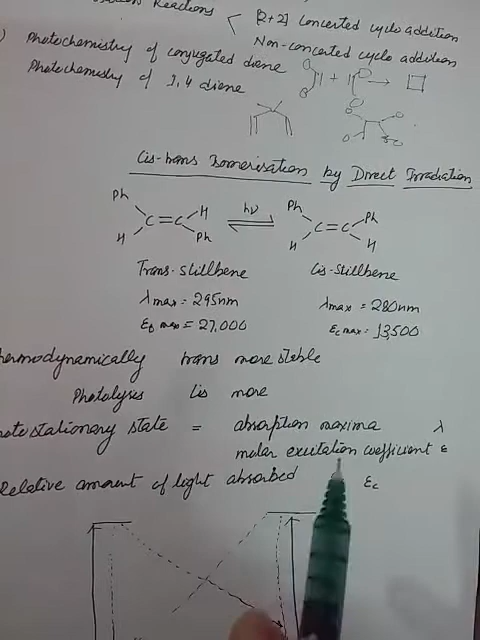 Reactions < [2+2] Concerted cyclo addition
Non-concerted cyclo addition
Photochemistry of conjugated diene
Photochemistry of 1,4 diene
Cis-trans Isomerisation by Direct Irradiation
Ph H C=C H Ph hν Ph H C=C Ph H
Trans-stillbene Cis-stillbene
λmax = 295nm λmax = 280nm
εt max = 27,000 εc max = 13,500
thermodynamically trans more stable
Photolysis Cis more
Photostationary state = absorption maxima λ
molar excitation coefficient ε
Relative amount of light absorbed εc